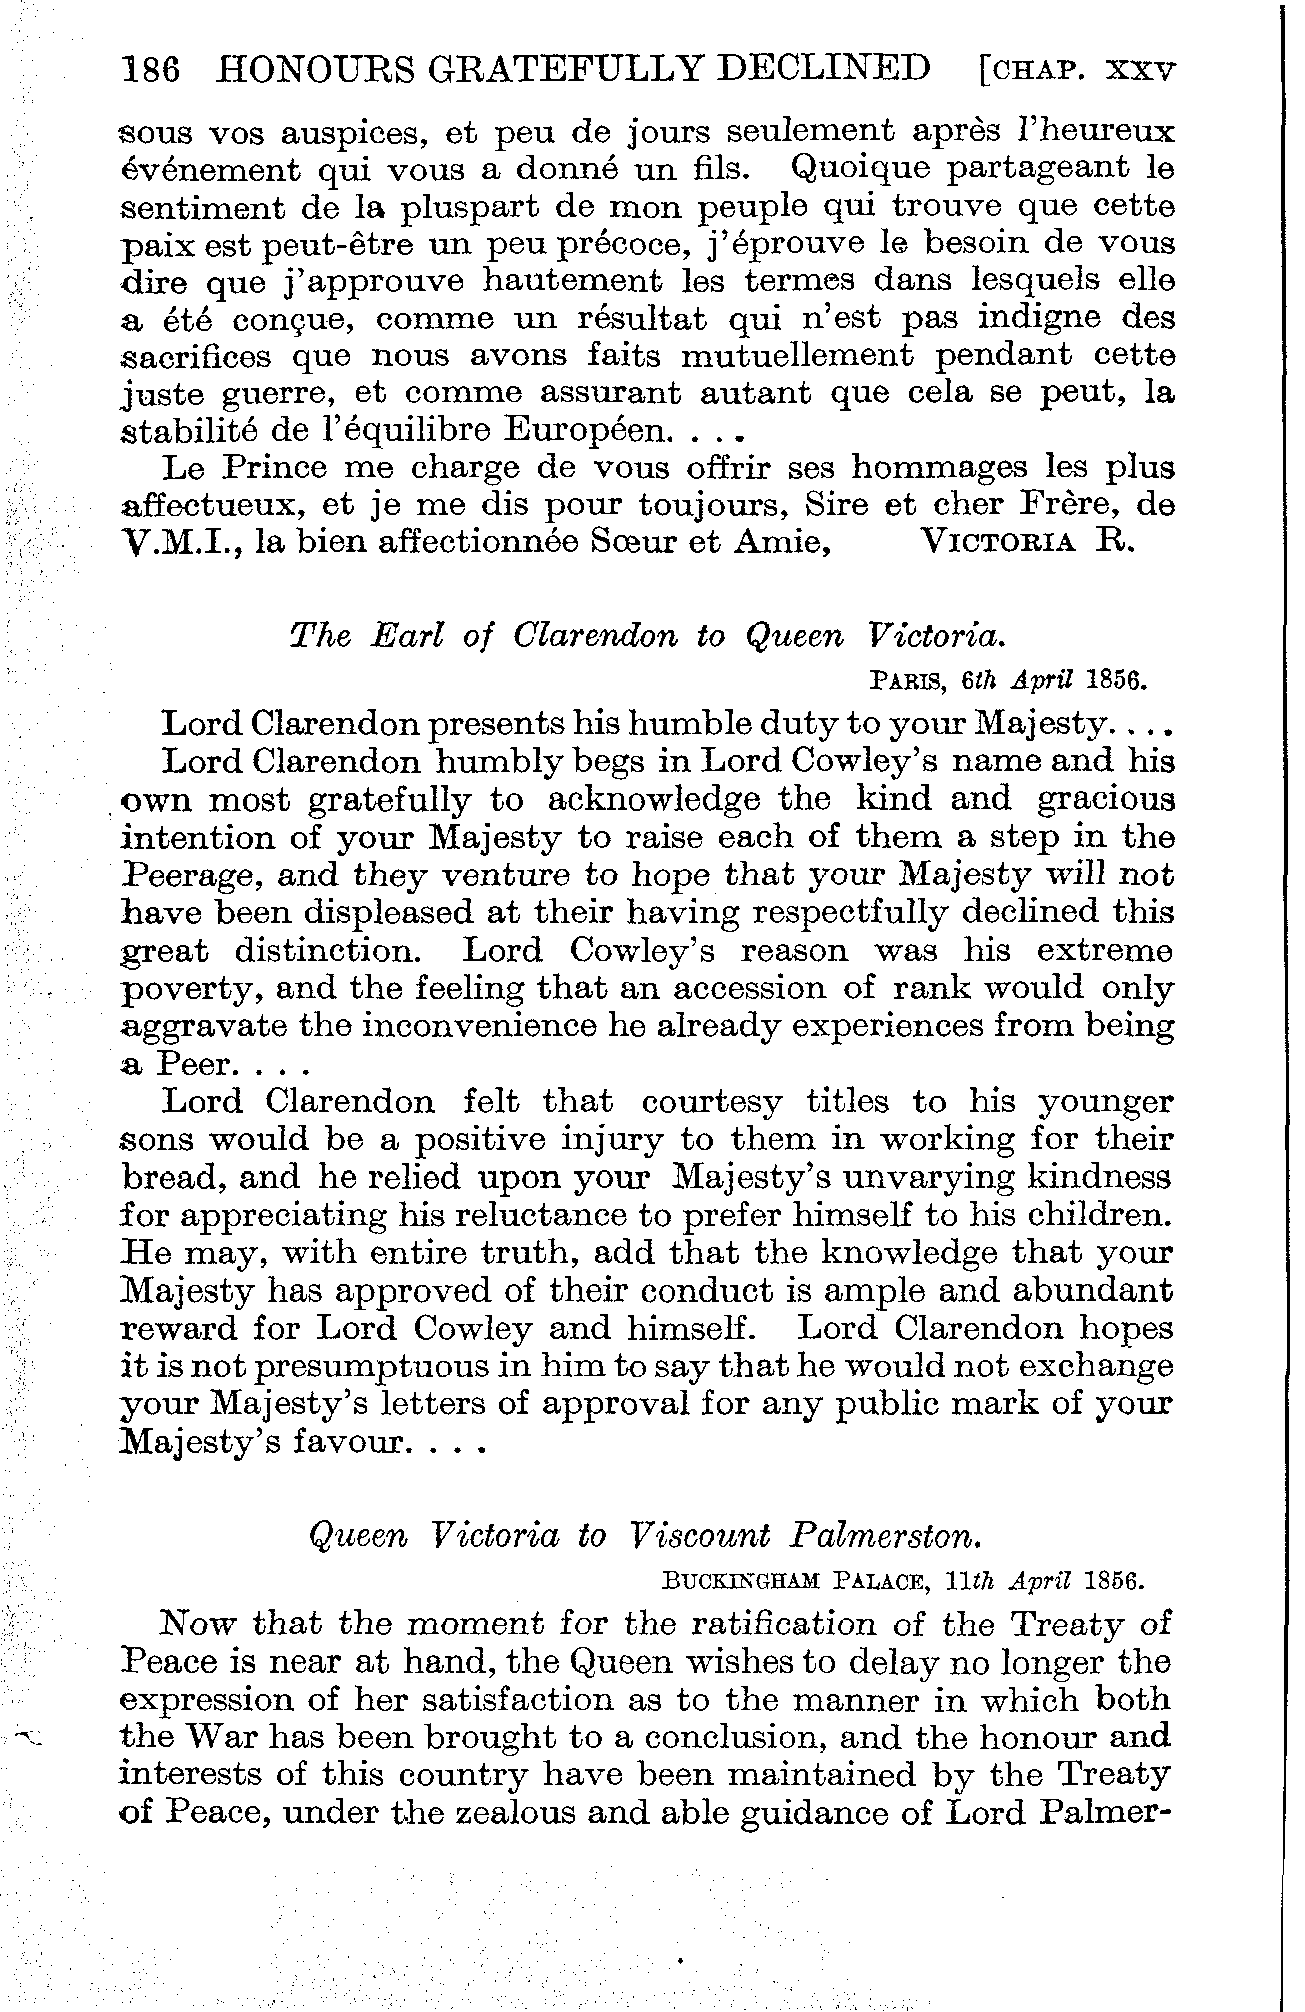 186 HONOURS GRATEFULLY DECLINED [CHAP. XXV
sous vos auspices, et peu de jours seulement après l'heureux
événement qui vous a donné un fils. Quoique partageant le
sentiment de la pluspart de mon peuple qui trouve que cette
paix est peut-être un peu précoce, j'éprouve le besoin de vous
dire que j'approuve hautement les termes dans lesquels elle
a été conçue, comme un résultat qui n'est pas indigne des
sacrifices que nous avons faits mutuellement pendant cette
juste guerre, et comme assurant autant que cela se peut, la
stabilité de l'équilibre Européen. . . .
Le Prince me charge de vous offrir ses hommages les plus
affectueux, et je me dis pour toujours, Sire et cher Frère, de
V.M.I., la bien affectionnée Sœur et Amie, VICTORIA R.
The Earl of Clarendon to Queen Victoria.
PARIS, 6th April 1856.
Lord Clarendon presents his humble duty to your Majesty. . . .
Lord Clarendon humbly begs in Lord Cowley's name and his
own most gratefully to acknowledge the kind and gracious
intention of your Majesty to raise each of them a step in the
Peerage, and they venture to hope that your Majesty will not
have been displeased at their having respectfully declined this
great distinction. Lord Cowley's reason was his extreme
poverty, and the feeling that an accession of rank would only
aggravate the inconvenience he already experiences from being
a Peer. . . .
Lord Clarendon felt that courtesy titles to his younger
sons would be a positive injury to them in working for their
bread, and he relied upon your Majesty's unvarying kindness
for appreciating his reluctance to prefer himself to his children.
He may, with entire truth, add that the knowledge that your
Majesty has approved of their conduct is ample and abundant
reward for Lord Cowley and himself. Lord Clarendon hopes
it is not presumptuous in him to say that he would not exchange
your Majesty's letters of approval for any public mark of your
Majesty's favour. . . .
Queen Victoria to Viscount Palmerston.
BUCKINGHAM PALACE, 11th April 1856.
Now that the moment for the ratification of the Treaty of
Peace is near at hand, the Queen wishes to delay no longer the
expression of her satisfaction as to the manner in which both
the War has been brought to a conclusion, and the honour and
interests of this country have been maintained by the Treaty
of Peace, under the zealous and able guidance of Lord Palmer-